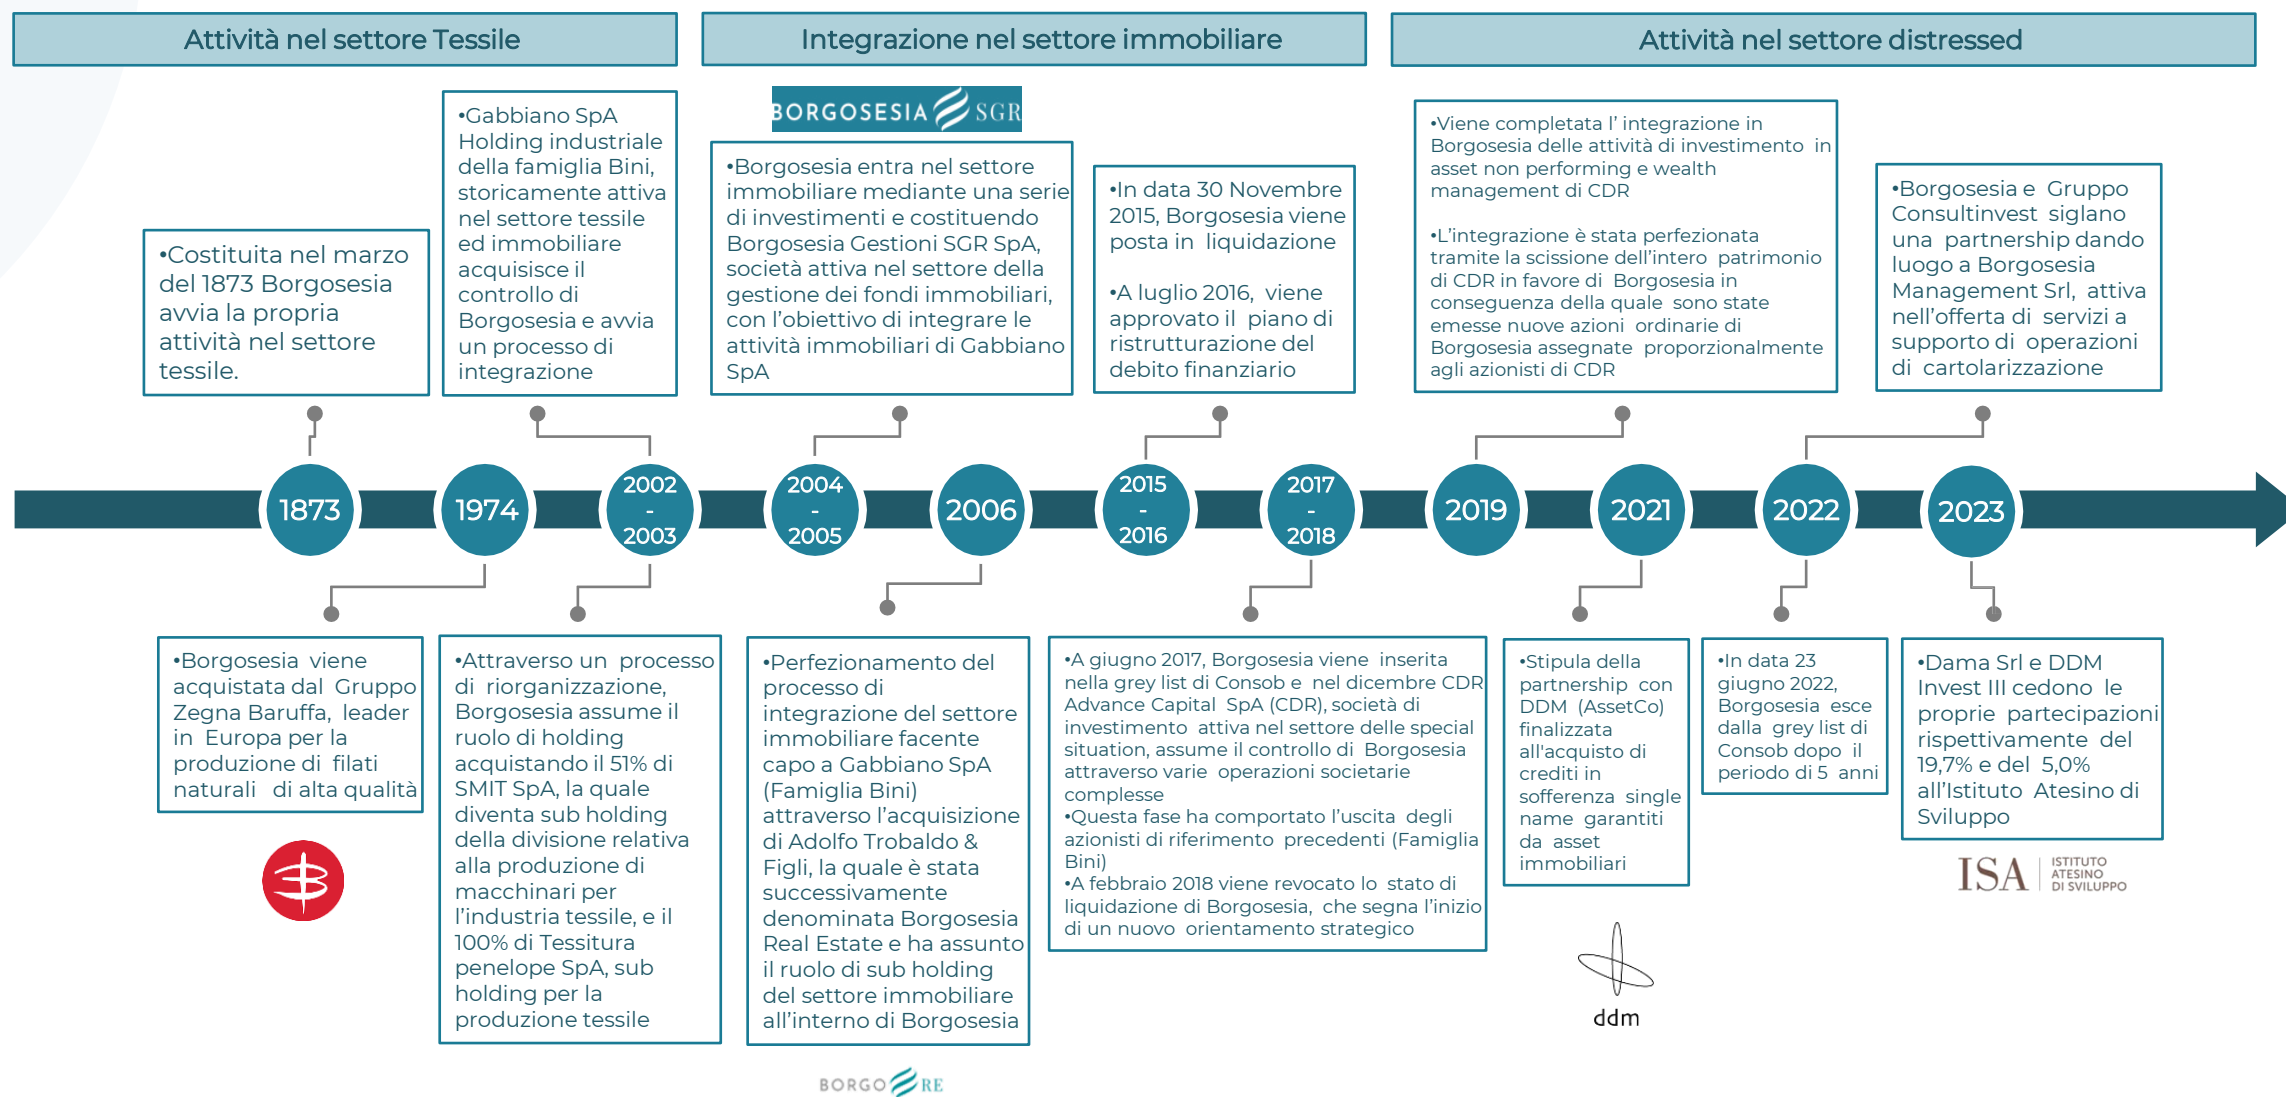 Attività nel settore Tessile
Integrazione nel settore immobiliare
Attività nel settore distressed
•Costituita nel marzo
del 1873 Borgosesia
avvia la propria
attività nel settore
tessile.
•Gabbiano SpA
Holding industriale
della famiglia Bini,
storicamente attiva
nel settore tessile
ed immobiliare
acquisisce il
controllo di
Borgosesia e avvia
un processo di
integrazione
BORGOSESIA SGR
•Borgosesia entra nel settore
immobiliare mediante una serie
di investimenti e costituendo
Borgosesia Gestioni SGR SpA,
società attiva nel settore della
gestione dei fondi immobiliari,
con l’obiettivo di integrare le
attività immobiliari di Gabbiano
SpA
•In data 30 Novembre
2015, Borgosesia viene
posta in liquidazione
•A luglio 2016, viene
approvato il piano di
ristrutturazione del
debito finanziario
•Viene completata l’ integrazione in
Borgosesia delle attività di investimento in
asset non performing e wealth
management di CDR
•L’integrazione è stata perfezionata
tramite la scissione dell’intero patrimonio
di CDR in favore di Borgosesia in
conseguenza della quale sono state
emesse nuove azioni ordinarie di
Borgosesia assegnate proporzionalmente
agli azionisti di CDR
•Borgosesia e Gruppo
Consultinvest siglano
una partnership dando
luogo a Borgosesia
Management Srl, attiva
nell’offerta di servizi a
supporto di operazioni
di cartolarizzazione
1873
1974
2002
-
2003
2004
-
2005
2006
2015
-
2016
2017
-
2018
2019
2021
2022
2023
•Borgosesia viene
acquistata dal Gruppo
Zegna Baruffa, leader
in Europa per la
produzione di filati
naturali di alta qualità
•Attraverso un processo
di riorganizzazione,
Borgosesia assume il
ruolo di holding
acquistando il 51% di
SMIT SpA, la quale
diventa sub holding
della divisione relativa
alla produzione di
macchinari per
l’industria tessile, e il
100% di Tessitura
penelope SpA, sub
holding per la
produzione tessile
•Perfezionamento del
processo di
integrazione del settore
immobiliare facente
capo a Gabbiano SpA
(Famiglia Bini)
attraverso l’acquisizione
di Adolfo Trobaldo &
Figli, la quale è stata
successivamente
denominata Borgosesia
Real Estate e ha assunto
il ruolo di sub holding
del settore immobiliare
all’interno di Borgosesia
BORGO RE
•A giugno 2017, Borgosesia viene inserita
nella grey list di Consob e nel dicembre CDR
Advance Capital SpA (CDR), società di
investimento attiva nel settore delle special
situation, assume il controllo di Borgosesia
attraverso varie operazioni societarie
complesse
•Questa fase ha comportato l’uscita degli
azionisti di riferimento precedenti (Famiglia
Bini)
•A febbraio 2018 viene revocato lo stato di
liquidazione di Borgosesia, che segna l’inizio
di un nuovo orientamento strategico
•Stipula della
partnership con
DDM (AssetCo)
finalizzata
all'acquisto di
crediti in
sofferenza single
name garantiti
da asset
immobiliari
ddm
•In data 23
giugno 2022,
Borgosesia esce
dalla grey list di
Consob dopo il
periodo di 5 anni
•Dama Srl e DDM
Invest III cedono le
proprie partecipazioni
rispettivamente del
19,7% e del 5,0%
all’Istituto Atesino di
Sviluppo
ISA
ISTITUTO
ATESINO
DI SVILUPPO